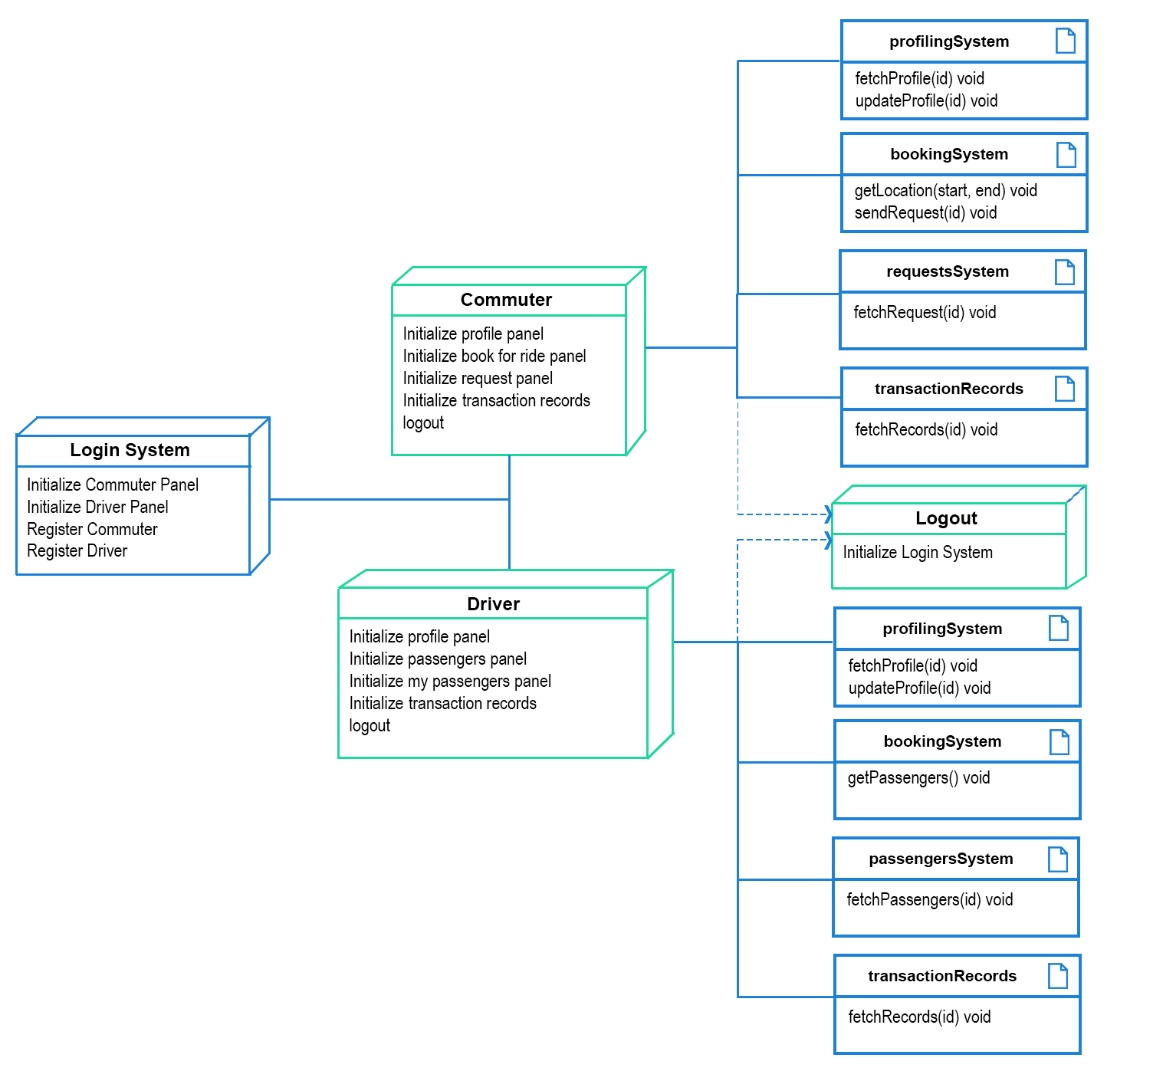 profilingSystem
fetchProfile(id) void
updateProfile(id) void
bookingSystem
getLocation(start, end) void
sendRequest(id) void
requestsSystem
fetchRequest(id) void
transactionRecords
fetchRecords(id) void
Commuter
Initialize profile panel
Initialize book for ride panel
Initialize request panel
Initialize transaction records
logout
Login System
Initialize Commuter Panel
Initialize Driver Panel
Register Commuter
Register Driver
Logout
Initialize Login System
Driver
Initialize profile panel
Initialize passengers panel
Initialize my passengers panel
Initialize transaction records
logout
profilingSystem
fetchProfile(id) void
updateProfile(id) void
bookingSystem
getPassengers() void
passengersSystem
fetchPassengers(id) void
transactionRecords
fetchRecords(id) void